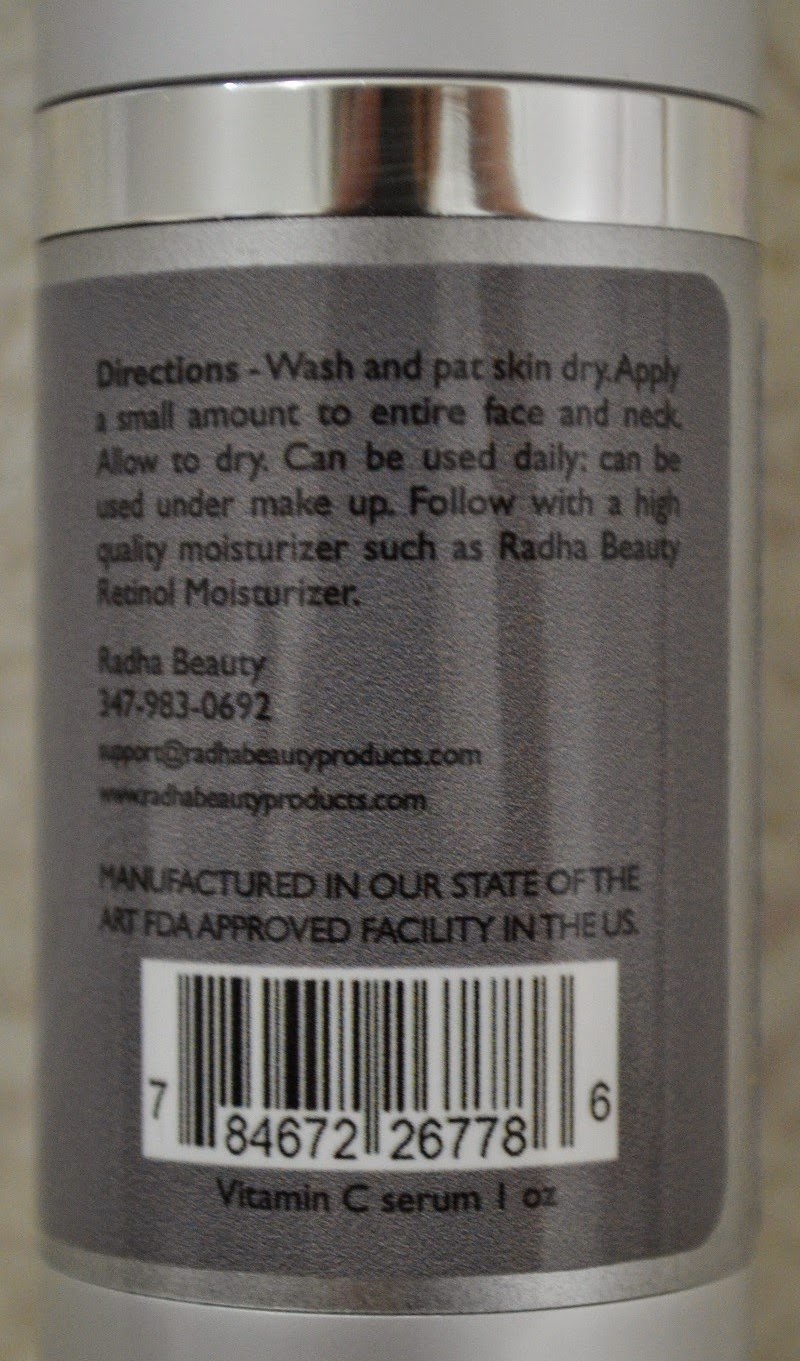 Directions - Wash and pat skin dry. Apply
a small amount to entire face and neck.
Allow to dry. Can be used daily; can be
used under make up. Follow with a high
quality moisturizer such as Radha Beauty
Retinol Moisturizer.
Radha Beauty
347-983-0692
support@radhabeautyproducts.com
www.radhabeautyproducts.com
MANUFACTURED IN OUR STATE OF THE
ART FDA APPROVED FACILITY IN THE US.
7 84672 26778 6
Vitamin C serum 1 oz